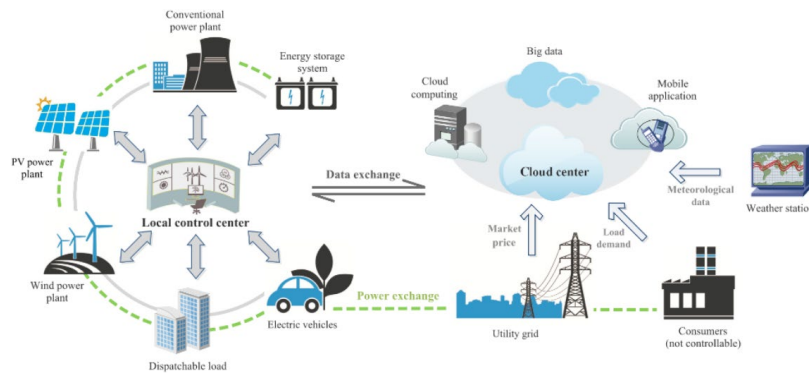 Conventional
power plant
Energy storage
system
PV power
plant
Local control center
Wind power
plant
Dispatchable load
Electric vehicles
Data exchange
Power exchange
Big data
Cloud
computing
Mobile
application
Cloud center
Meteorological
data
Weather statio
Market
price
Load
demand
Utility grid
Consumers
(not controllable)